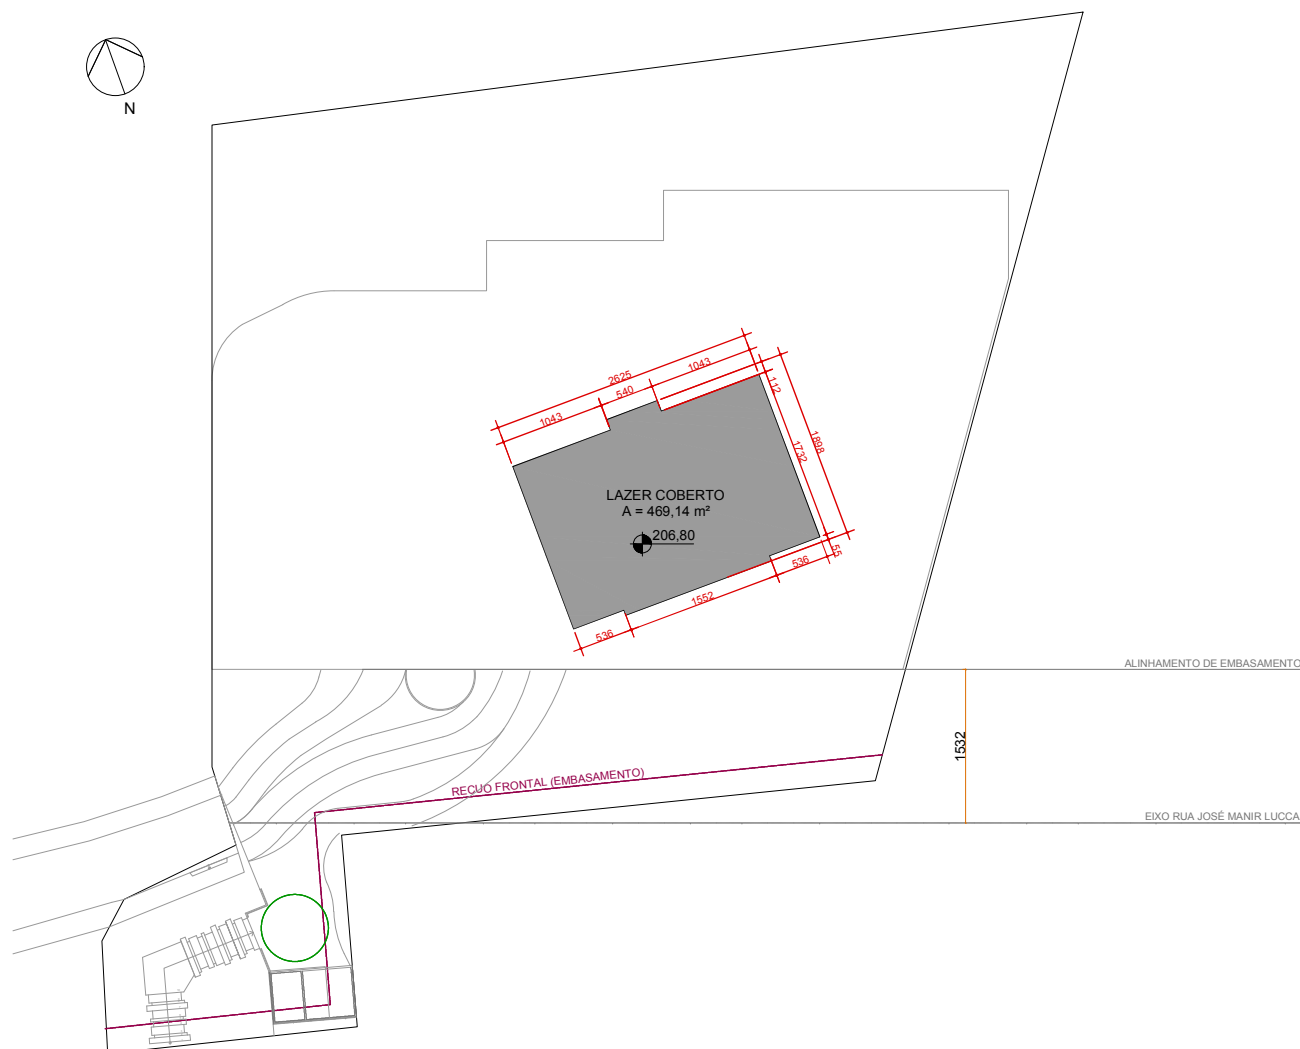 N
2625
1043
540
1043
112
1898
1732
LAZER COBERTO
A = 469,14 m²
206,80
55
536
1552
536
ALINHAMENTO DE EMBASAMENTO
1532
RECUO FRONTAL (EMBASAMENTO)
EIXO RUA JOSÉ MANIR LUCCA